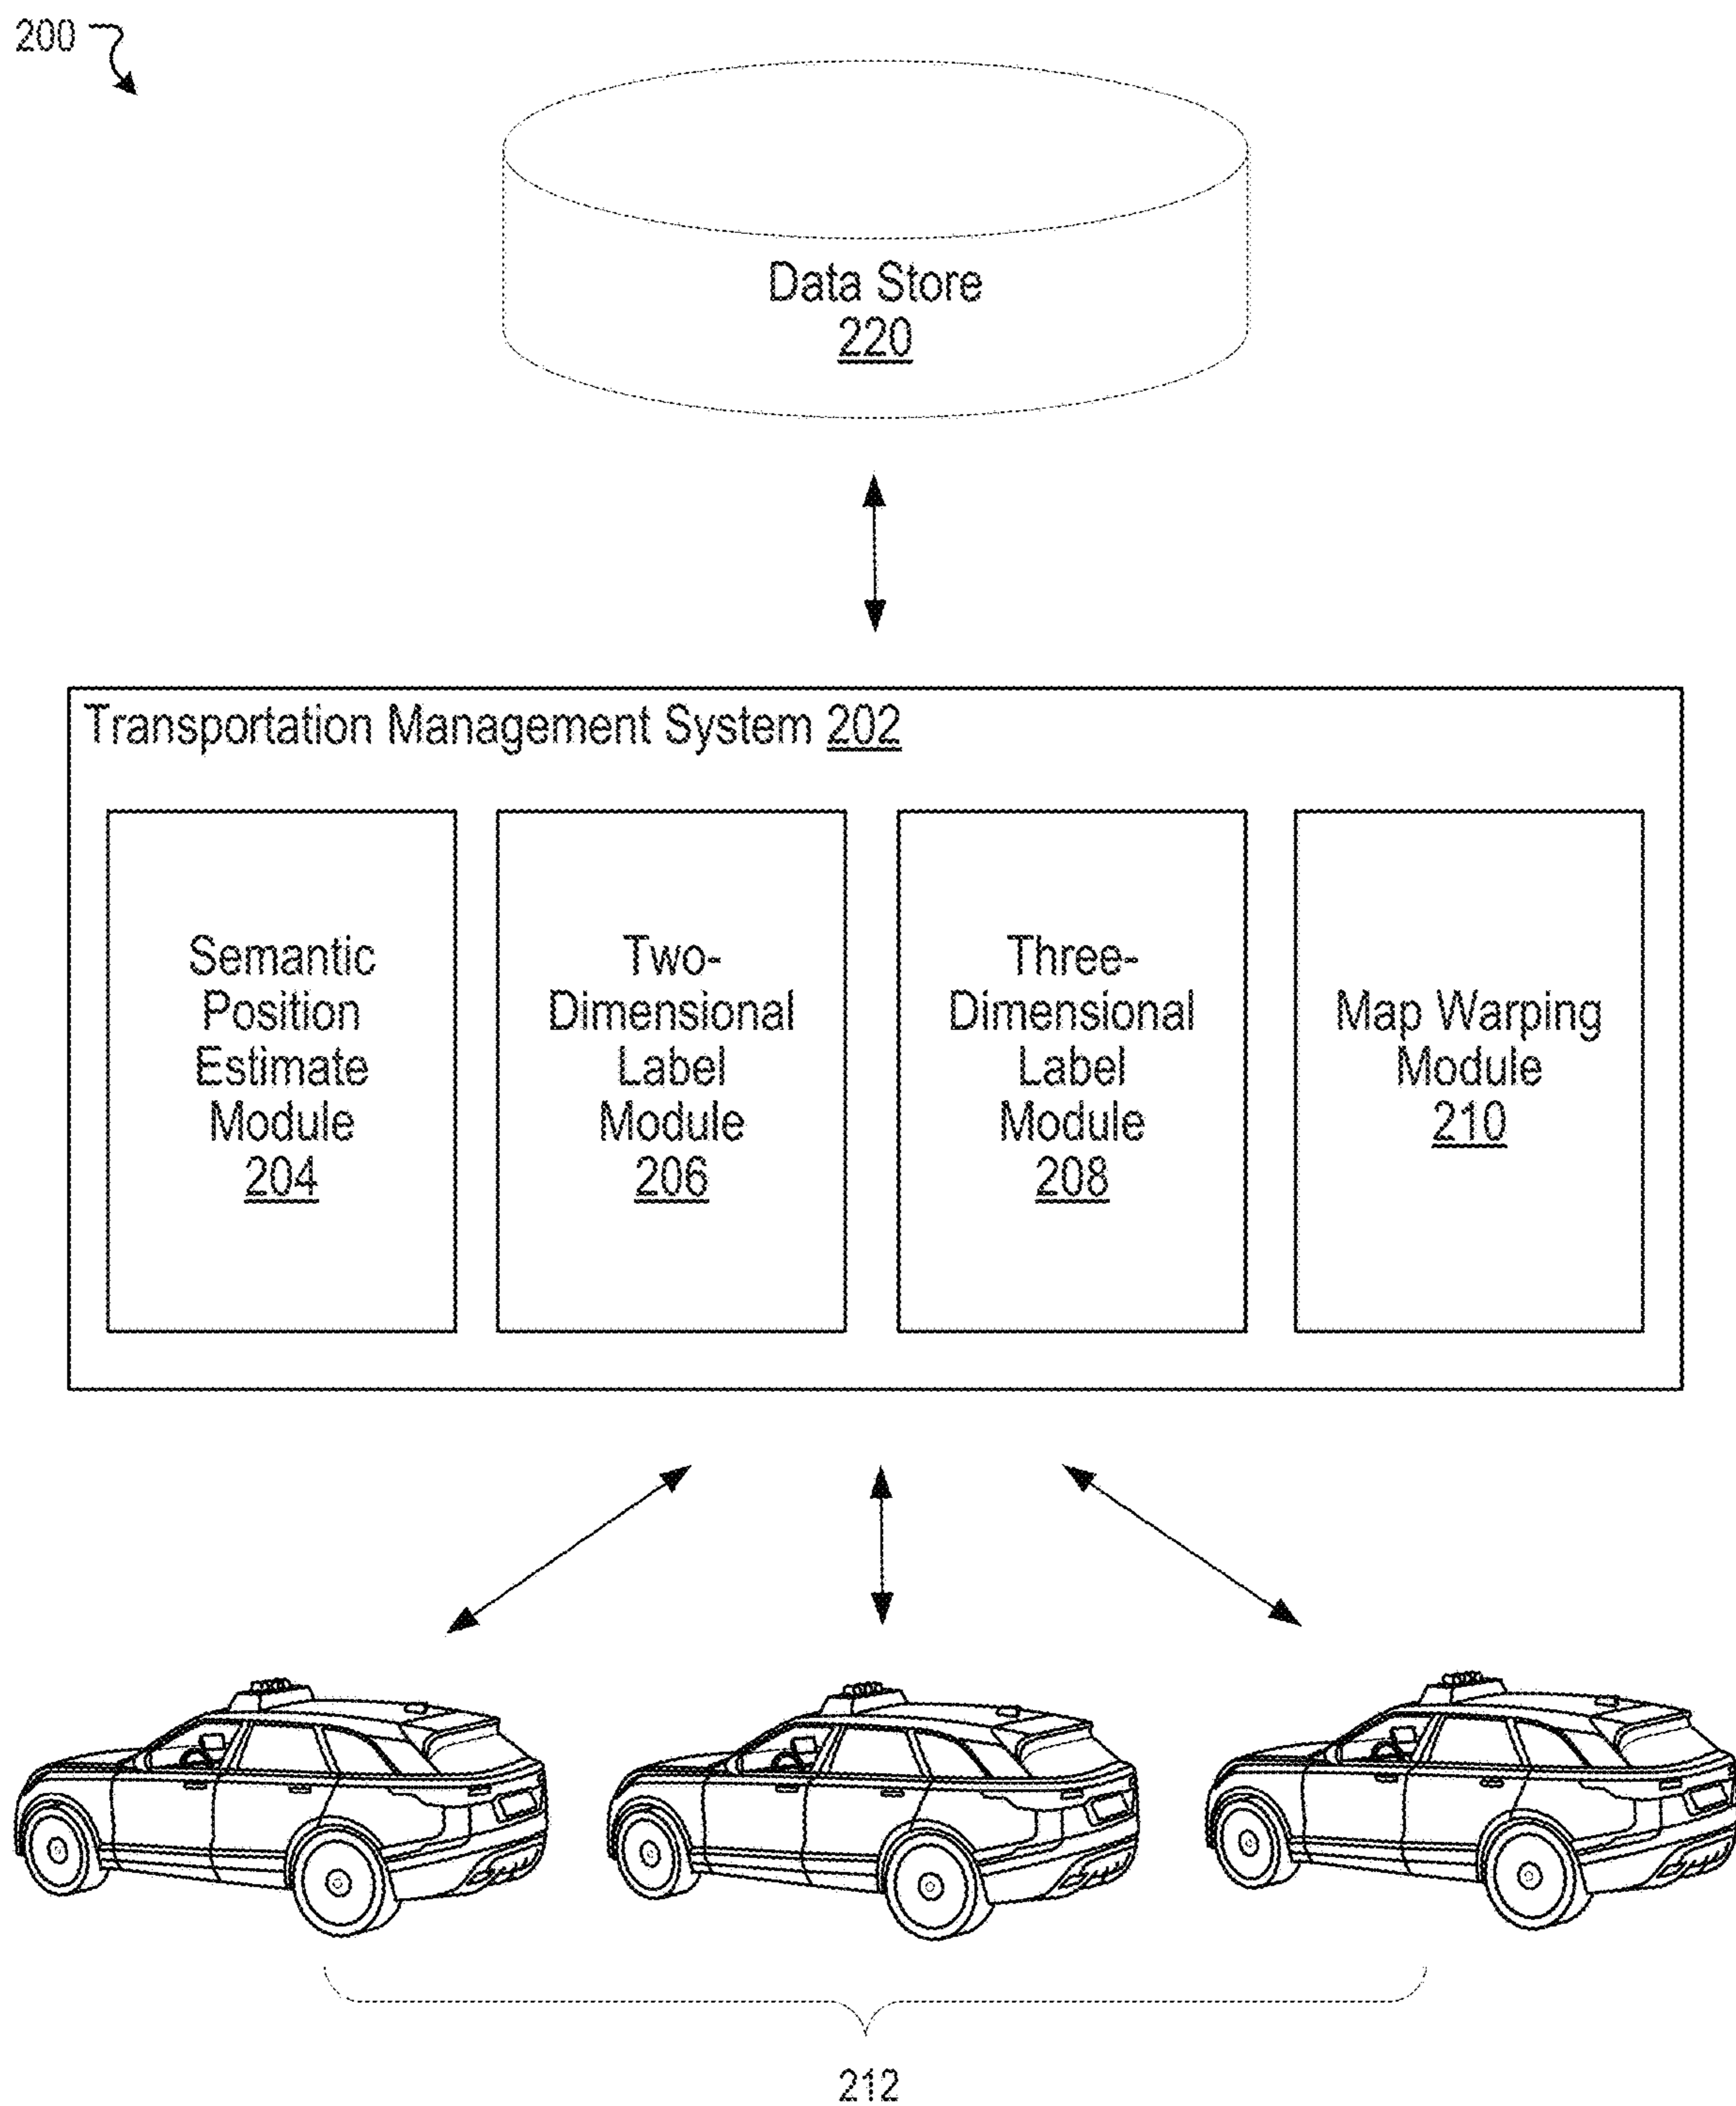 200
Data Store
220
Transportation Management System 202
Semantic
Position
Estimate
Module
204
Two-
Dimensional
Label
Module
206
Three-
Dimensional
Label
Module
208
Map Warping
Module
210
212